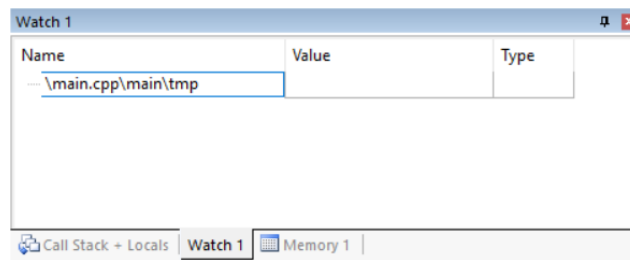 Watch 1
Name Value Type
\main.cpp\main\tmp
Call Stack + Locals Watch 1 Memory 1